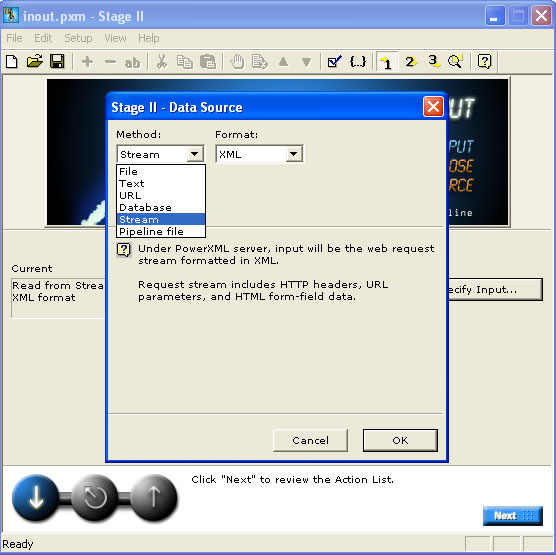 inout.pxm - Stage II
File Edit Setup View Help
ab {...} 1 2 3 ?
UT
PUT
OSE
RCE
line
Stage II - Data Source
Method: Format:
Stream XML
File
Text
URL
Database
Stream
Pipeline file
? Under PowerXML server, input will be the web request
stream formatted in XML.
Request stream includes HTTP headers, URL
parameters, and HTML form-field data.
Current
Read from Strea
XML format
ecify Input...
Cancel OK
Click "Next" to review the Action List.
Next
Ready